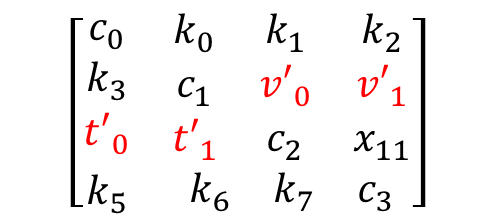 c₀ k₀ k₁ k₂
k₃ c₁ v′₀ v′₁
t′₀ t′₁ c₂ x₁₁
k₅ k₆ k₇ c₃